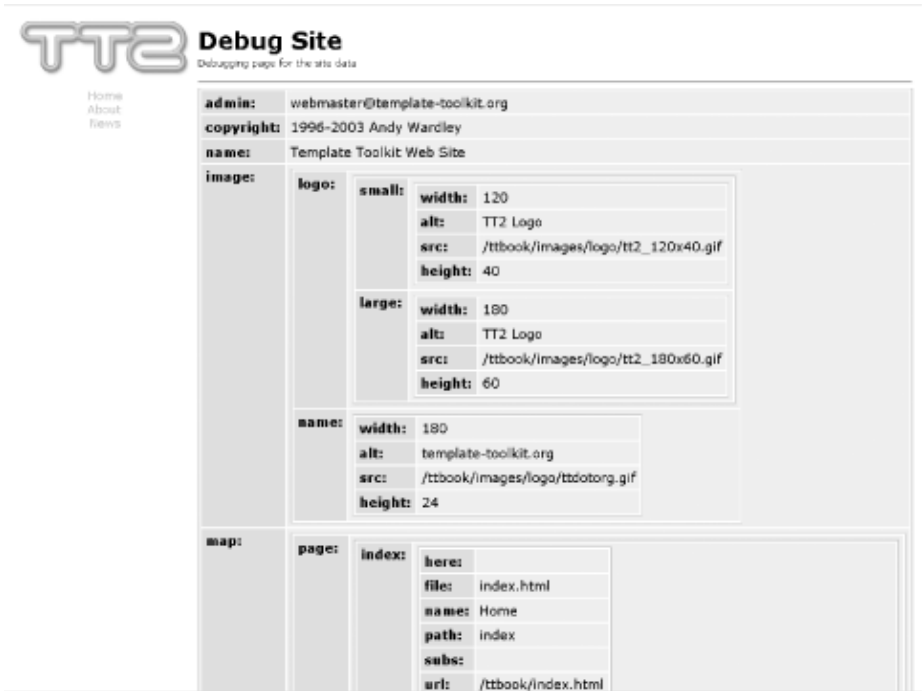 TT2
Debug Site
Debugging page for the site data
Home
About
News
admin: webmaster@template-toolkit.org
copyright: 1996-2003 Andy Wardley
name: Template Toolkit Web Site
image:
logo:
small:
width: 120
alt: TT2 Logo
src: /ttbook/images/logo/tt2_120x40.gif
height: 40
large:
width: 180
alt: TT2 Logo
src: /ttbook/images/logo/tt2_180x60.gif
height: 60
name:
width: 180
alt: template-toolkit.org
src: /ttbook/images/logo/ttdotorg.gif
height: 24
map:
page:
index:
here:
file: index.html
name: Home
path: index
subs:
url: /ttbook/index.html